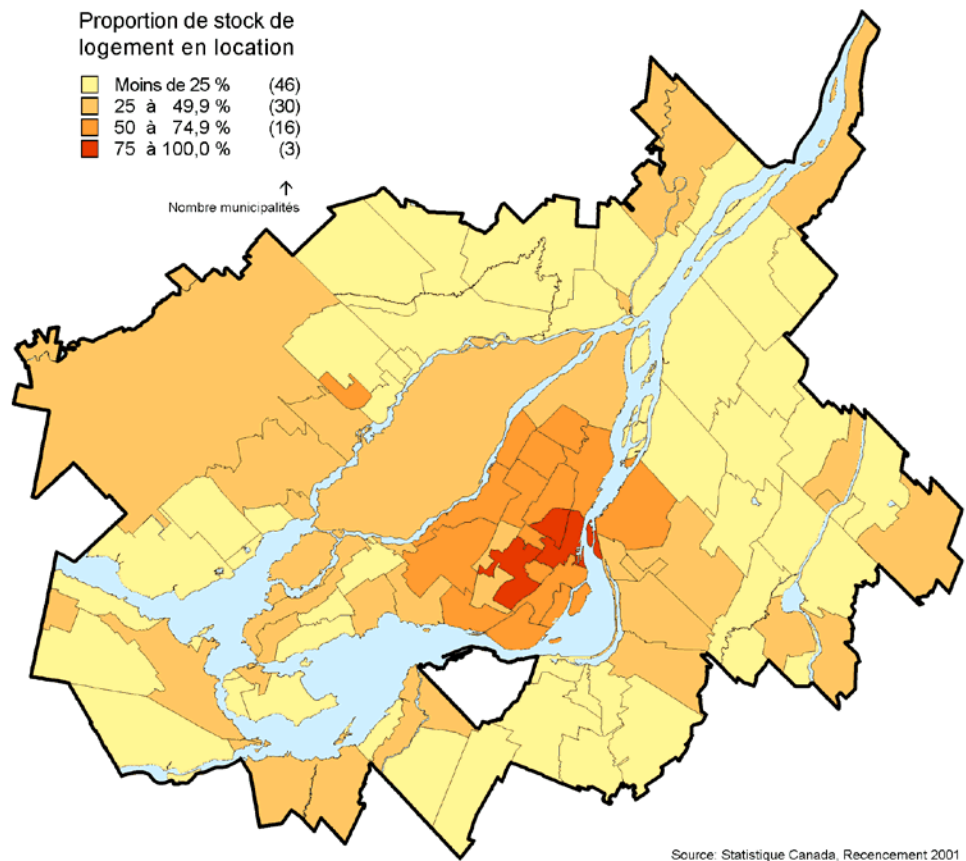 Proportion de stock de
logement en location
Moins de 25 % (46)
25 à 49,9 % (30)
50 à 74,9 % (16)
75 à 100,0 % (3)
↑
Nombre municipalités
Source: Statistique Canada, Recencement 2001